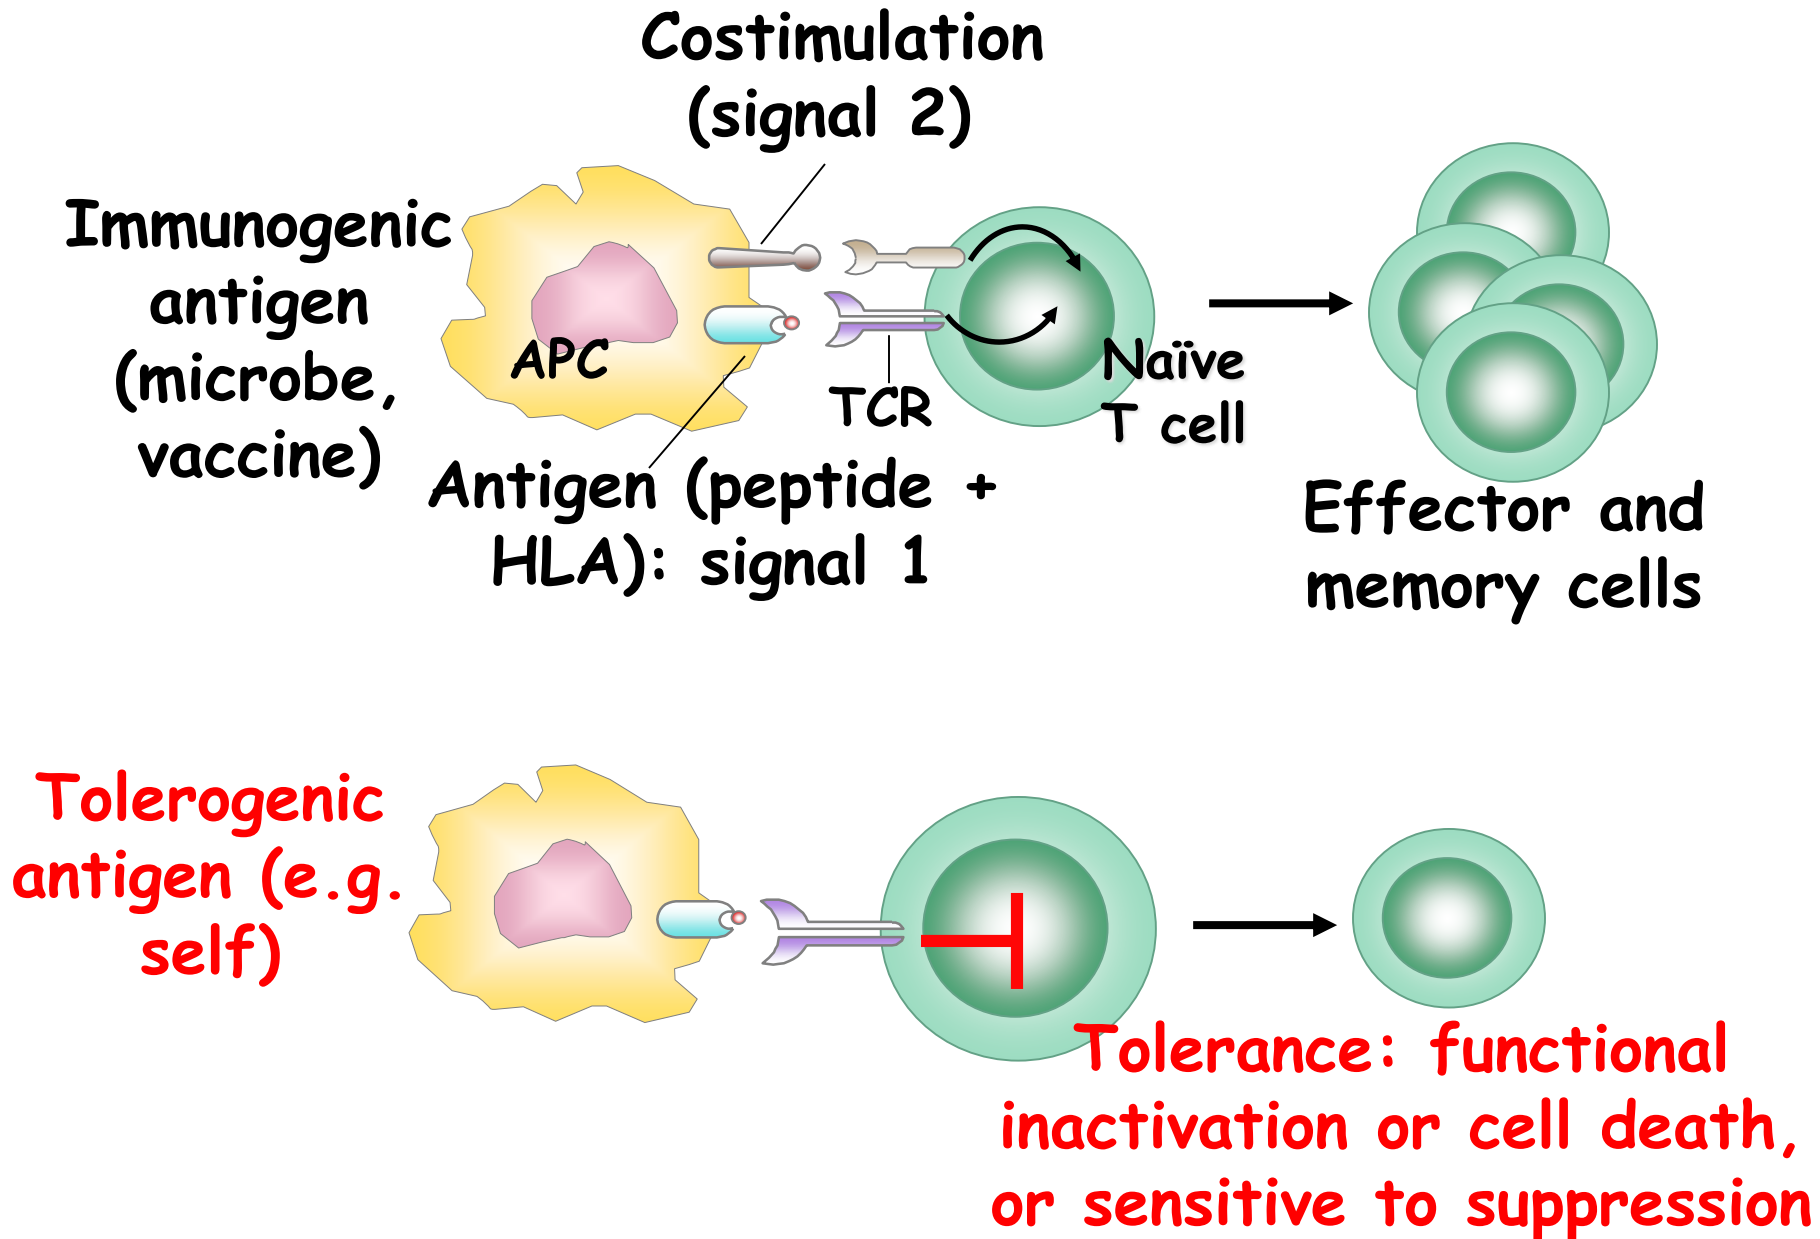 Costimulation
(signal 2)
Immunogenic
antigen
(microbe,
vaccine)
APC
TCR
Naïve
T cell
Antigen (peptide +
HLA): signal 1
Effector and
memory cells
Tolerogenic
antigen (e.g.
self)
Tolerance: functional
inactivation or cell death,
or sensitive to suppression